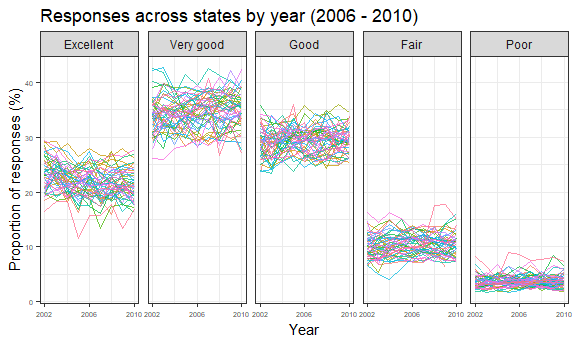 Responses across states by year (2006 - 2010)
Excellent Very good Good Fair Poor
Proportion of responses (%)
40
30
20
10
0
2002 2006 2010 2002 2006 2010 2002 2006 2010 2002 2006 2010 2002 2006 2010
Year